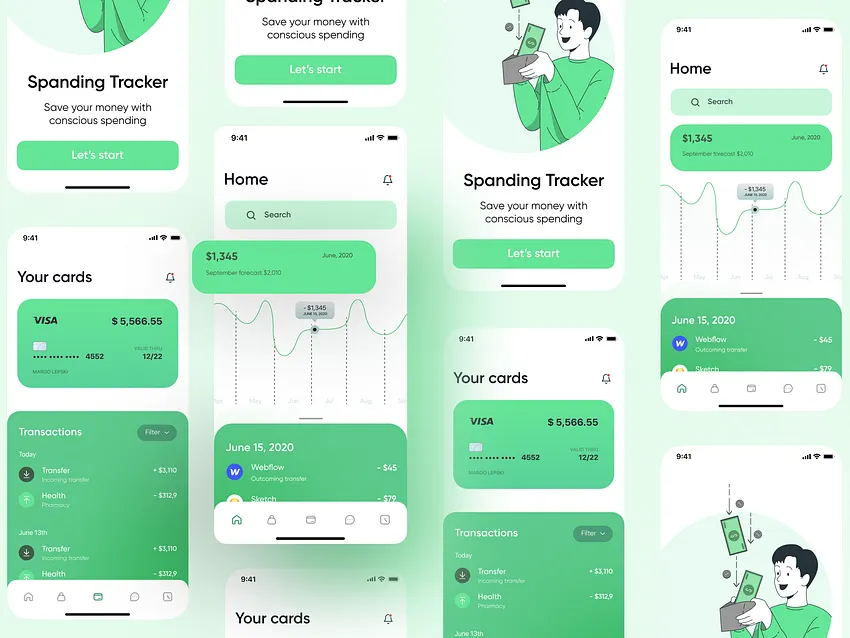 Spanding Tracker
Save your money with
conscious spending
Let's start
9:41
Your cards
VISA
$ 5,566.55
VALID THRU
4552
12/22
MARGO LEPSKI
Transactions
Filter
Today
Transfer
+ $3,110
Incoming transfer
Health
- $312,9
Pharmacy
June 13th
Transfer
+ $3,110
Incoming transfer
Health
- $312,9
Spanding Tracker
Save your money with
conscious spending
Let's start
9:41
Home
Search
$1,345
June, 2020
September forecast $2,010
- $1,345
JUNE 15, 2020
Apr
May
Jun
Jul
Aug
June 15, 2020
Webflow
- $45
Outcoming transfer
Sketch
- $79
9:41
Your cards
Spanding Tracker
Save your money with
conscious spending
Let's start
9:41
Your cards
VISA
$ 5,566.55
VALID THRU
4552
12/22
MARGO LEPSKI
Transactions
Filter
Today
Transfer
+ $3,110
Incoming transfer
Health
- $312,9
Pharmacy
June 13th
9:41
Home
Search
$1,345
June, 2020
September forecast $2,010
- $1,345
JUNE 15, 2020
May
Jun
Jul
Aug
June 15, 2020
Webflow
- $45
Outcoming transfer
Sketch
- $79
9:41